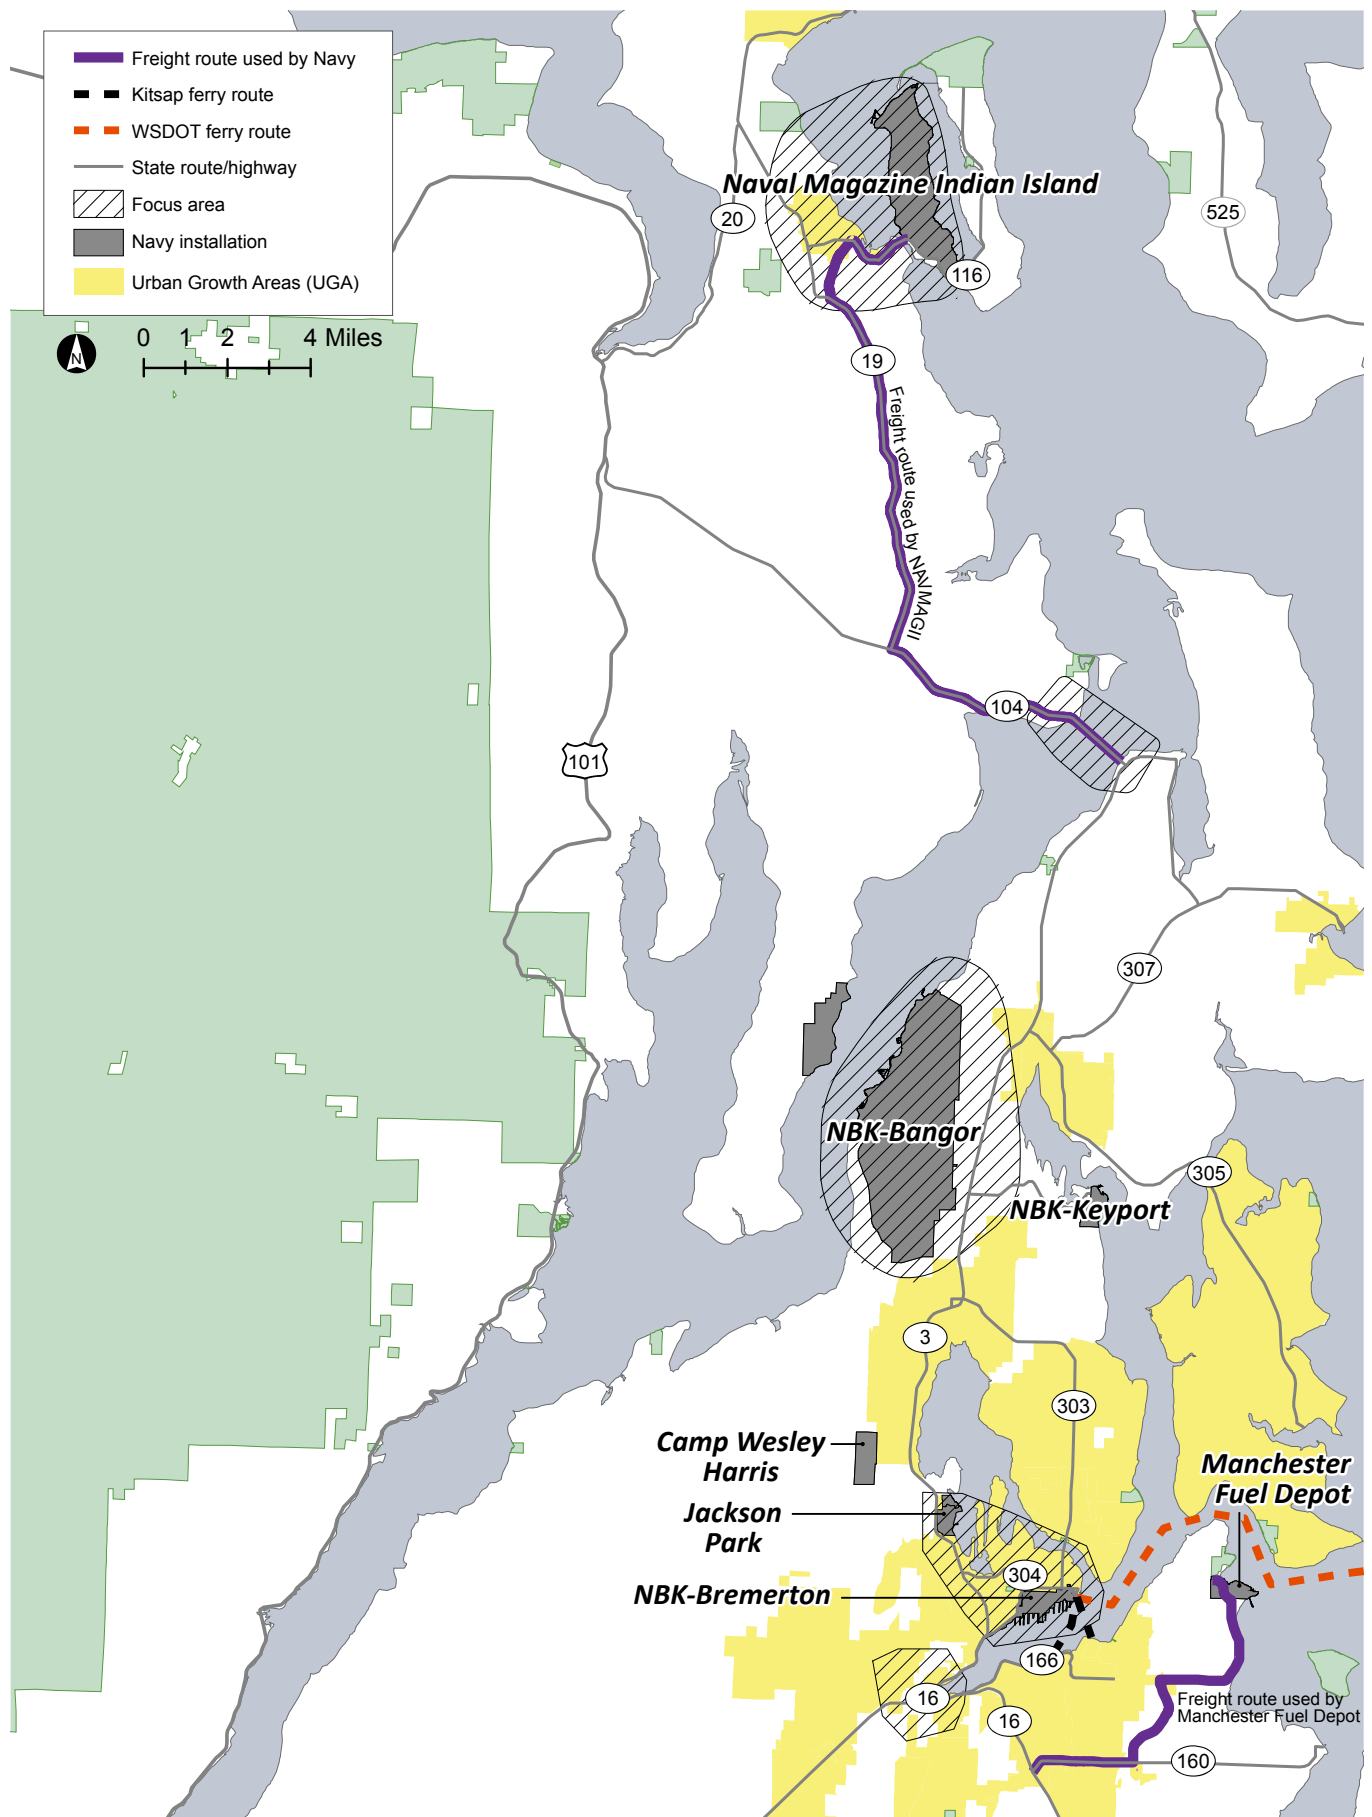 Freight route used by Navy
Kitsap ferry route
WSDOT ferry route
State route/highway
Focus area
Navy installation
Urban Growth Areas (UGA)
N
0 1 2 4 Miles
Naval Magazine Indian Island
20
525
116
19
Freight route used by NAVMAGII
104
101
307
NBK-Bangor
305
NBK-Keyport
3
303
Camp Wesley
Harris
Manchester
Fuel Depot
Jackson
Park
304
NBK-Bremerton
166
16
16
Freight route used by
Manchester Fuel Depot
160